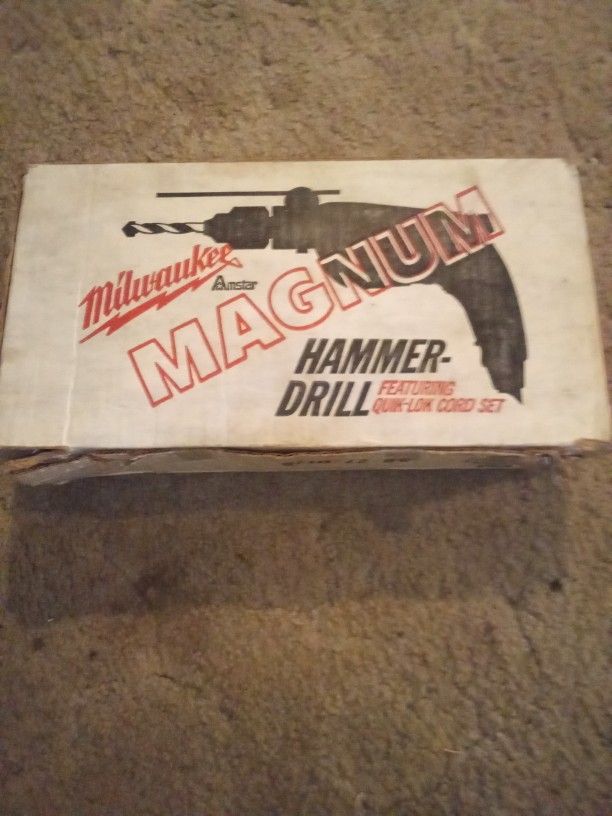 Milwaukee
Amstar
MAGNUM
HAMMER-
DRILL
FEATURING
QUIK-LOK CORD SET